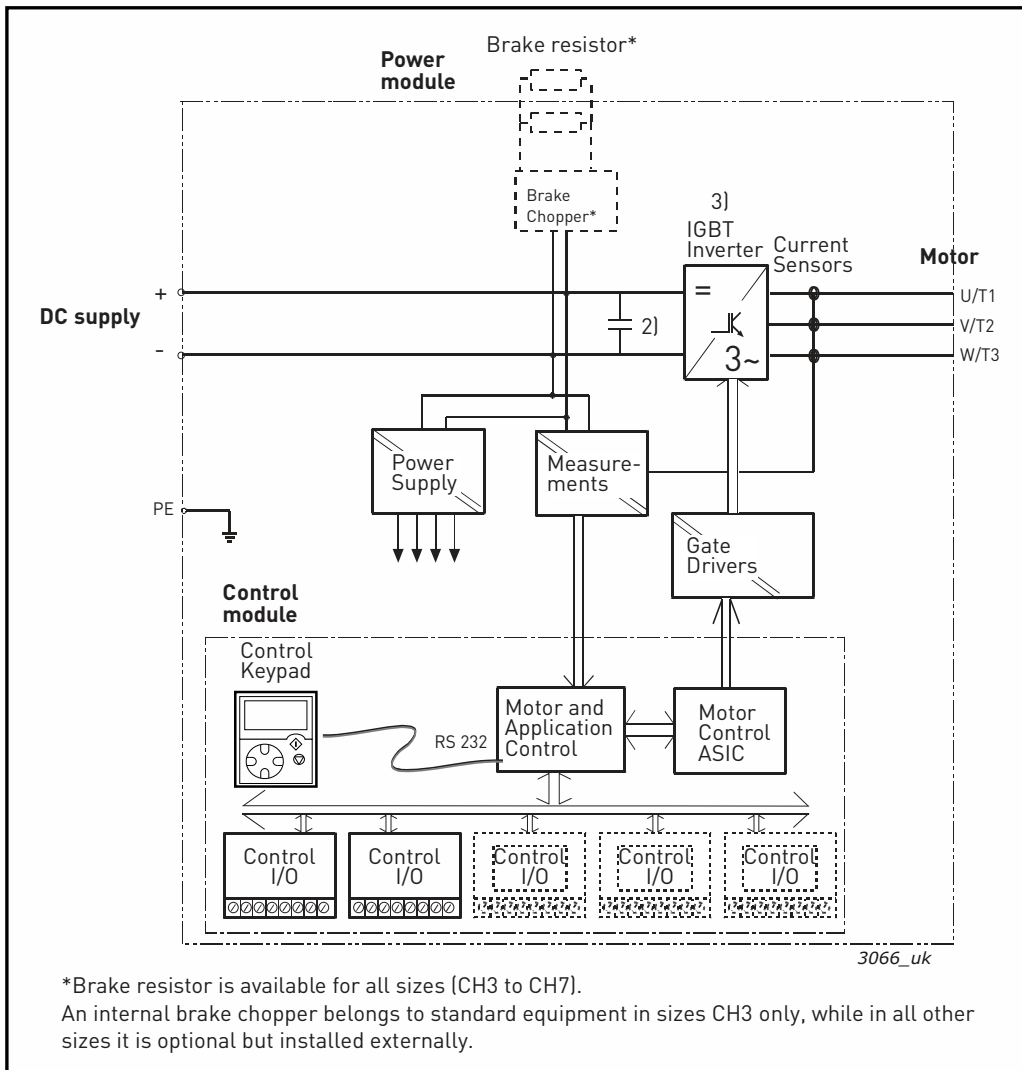 Brake resistor*
Power
module
Brake
Chopper*
3)
IGBT
Inverter
Current
Sensors
Motor
+
DC supply
-
2)
=
3~
U/T1
V/T2
W/T3
Power
Supply
Measure-
ments
PE
Gate
Drivers
Control
module
Control
Keypad
RS 232
Motor and
Application
Control
Motor
Control
ASIC
Control
I/O
Control
I/O
Control
I/O
Control
I/O
Control
I/O
3066_uk
*Brake resistor is available for all sizes (CH3 to CH7).
An internal brake chopper belongs to standard equipment in sizes CH3 only, while in all other
sizes it is optional but installed externally.